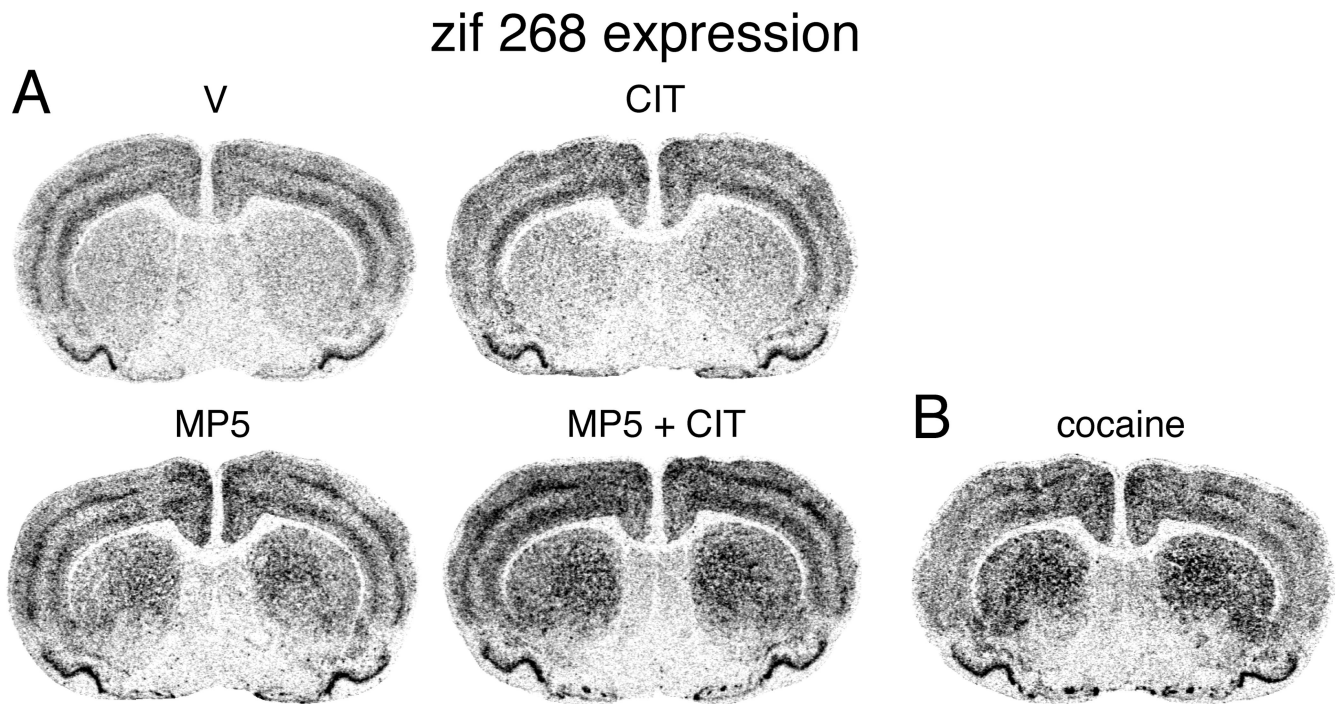 zif 268 expression
A
V
CIT
MP5
MP5 + CIT
B
cocaine